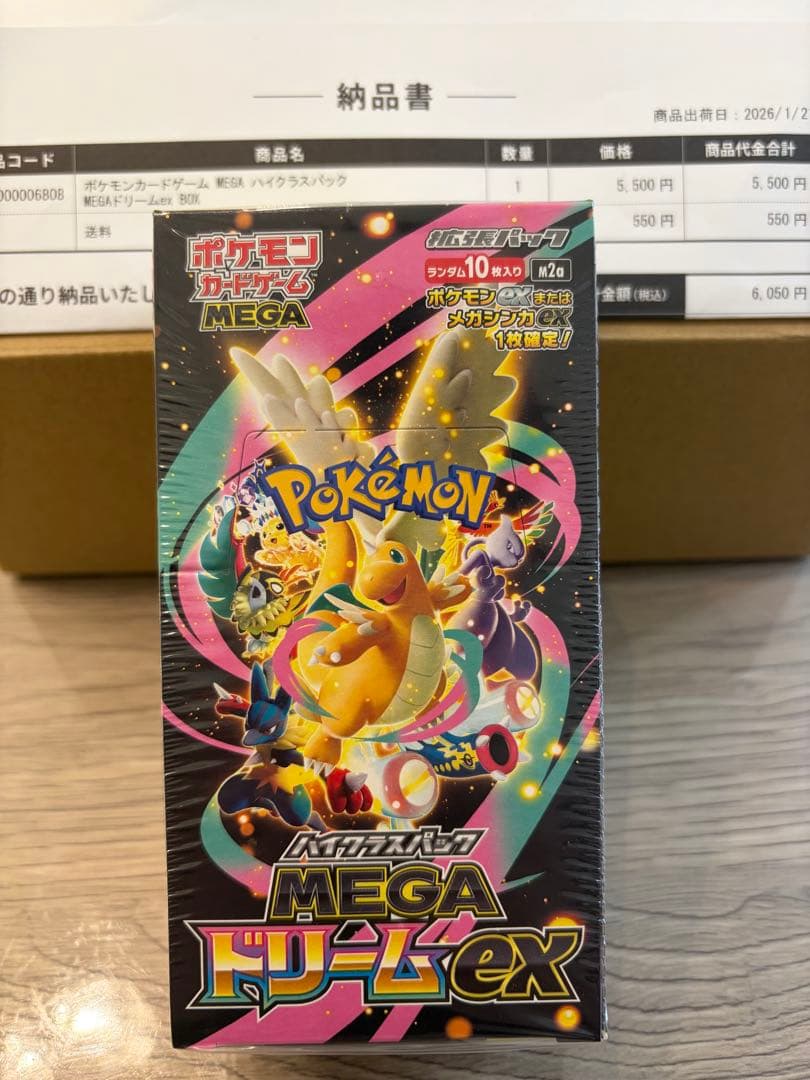 納品書
商品出荷日：2026/1/2
品コード 商品名 数量 価格 商品代金合計
000006808 ポケモンカードゲーム MEGA ハイクラスパック
MEGAドリームex BOX
1 5,500 円 5,500 円
送料 550 円 550 円
の通り納品いたし
金額(税込) 6,050 円
ポケモン
カードゲーム
MEGA
拡張パック
ランダム10枚入り M2a
ポケモンexまたは
メガシンカex
1枚確定!
POKéMON
ハイクラスパック
MEGA
ドリームex